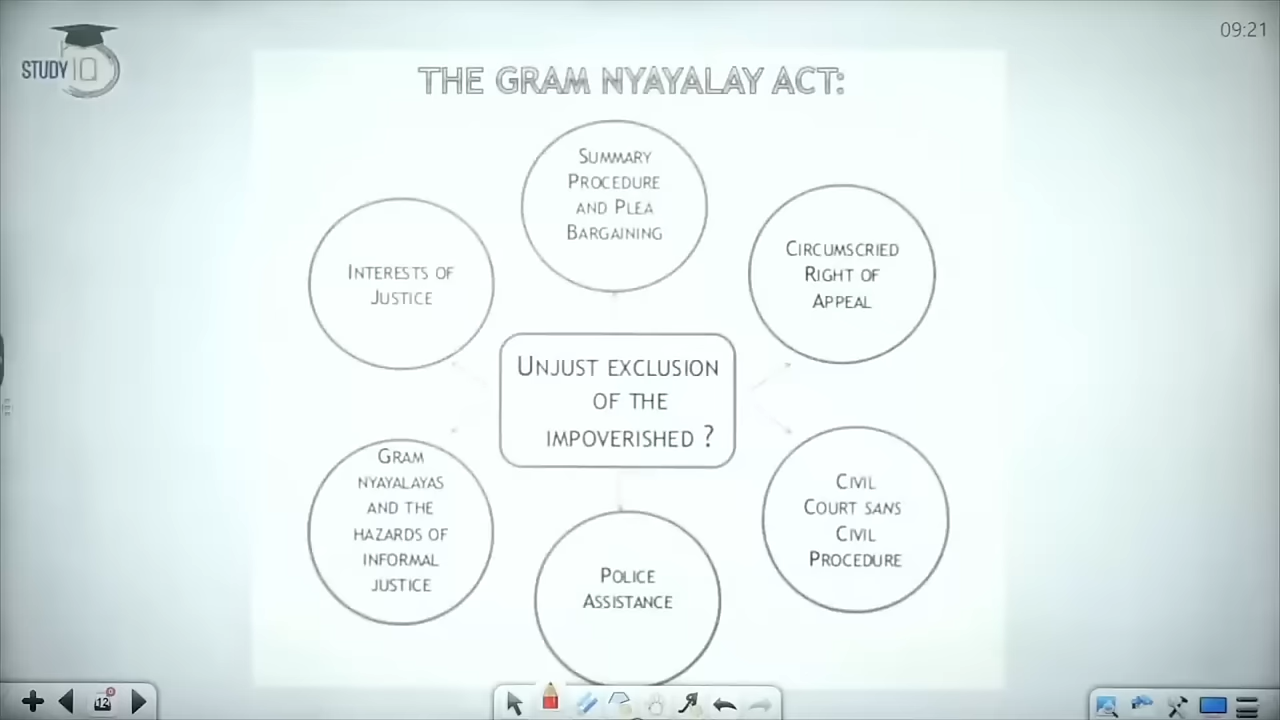 STUDY IQ
09:21
THE GRAM NYAYALAY ACT:
SUMMARY
PROCEDURE
AND PLEA
BARGAINING
INTERESTS OF
JUSTICE
CIRCUMSCRIED
RIGHT OF
APPEAL
UNJUST EXCLUSION
OF THE
IMPOVERISHED ?
GRAM
NYAYALAYAS
AND THE
HAZARDS OF
INFORMAL
JUSTICE
CIVIL
COURT SANS
CIVIL
PROCEDURE
POLICE
ASSISTANCE
12